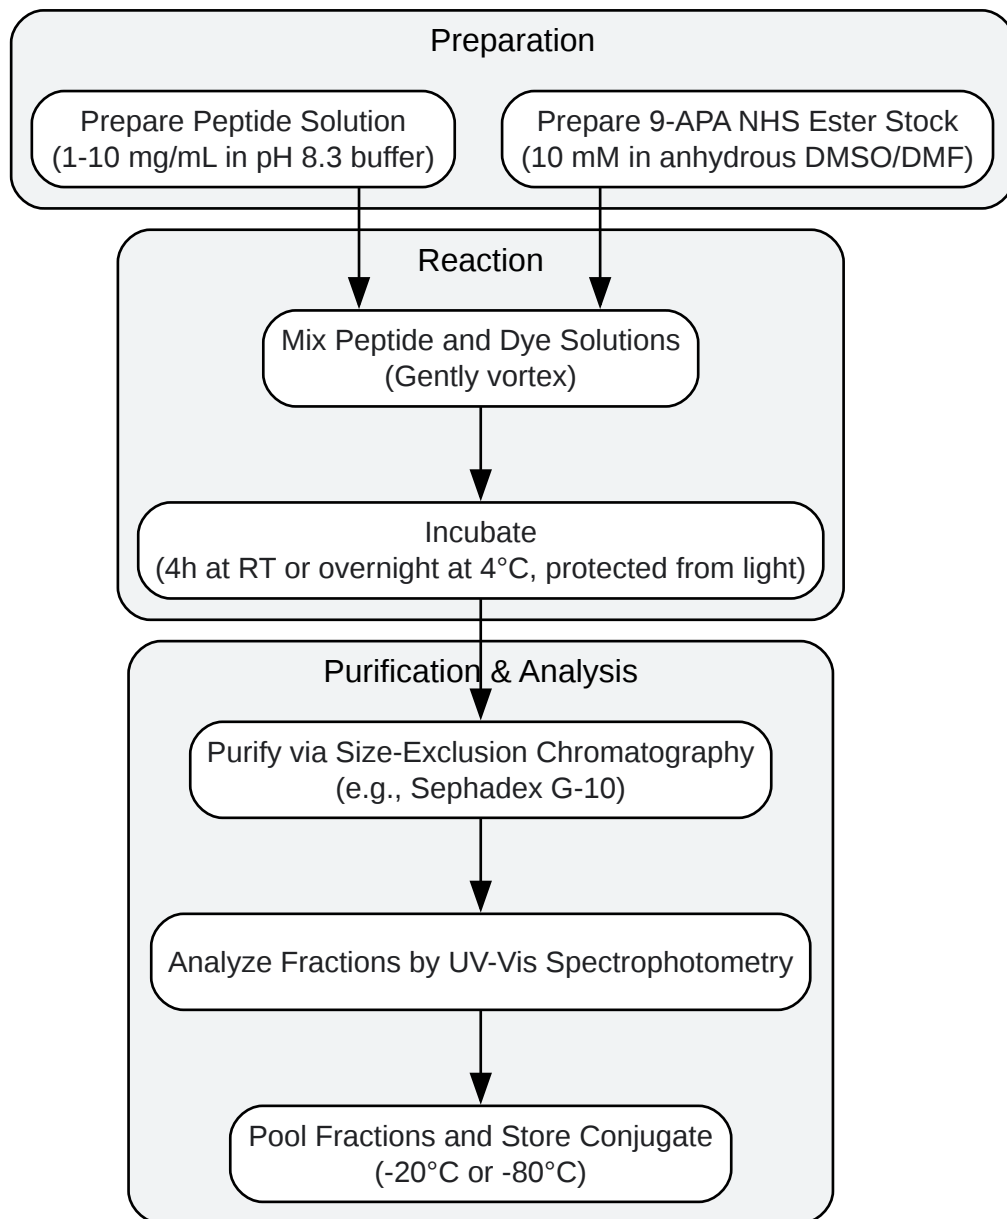 Preparation
Prepare Peptide Solution
(1-10 mg/mL in pH 8.3 buffer)
Prepare 9-APA NHS Ester Stock
(10 mM in anhydrous DMSO/DMF)
Reaction
Mix Peptide and Dye Solutions
(Gently vortex)
Incubate
(4h at RT or overnight at 4°C, protected from light)
Purification & Analysis
Purify via Size-Exclusion Chromatography
(e.g., Sephadex G-10)
Analyze Fractions by UV-Vis Spectrophotometry
Pool Fractions and Store Conjugate
(-20°C or -80°C)